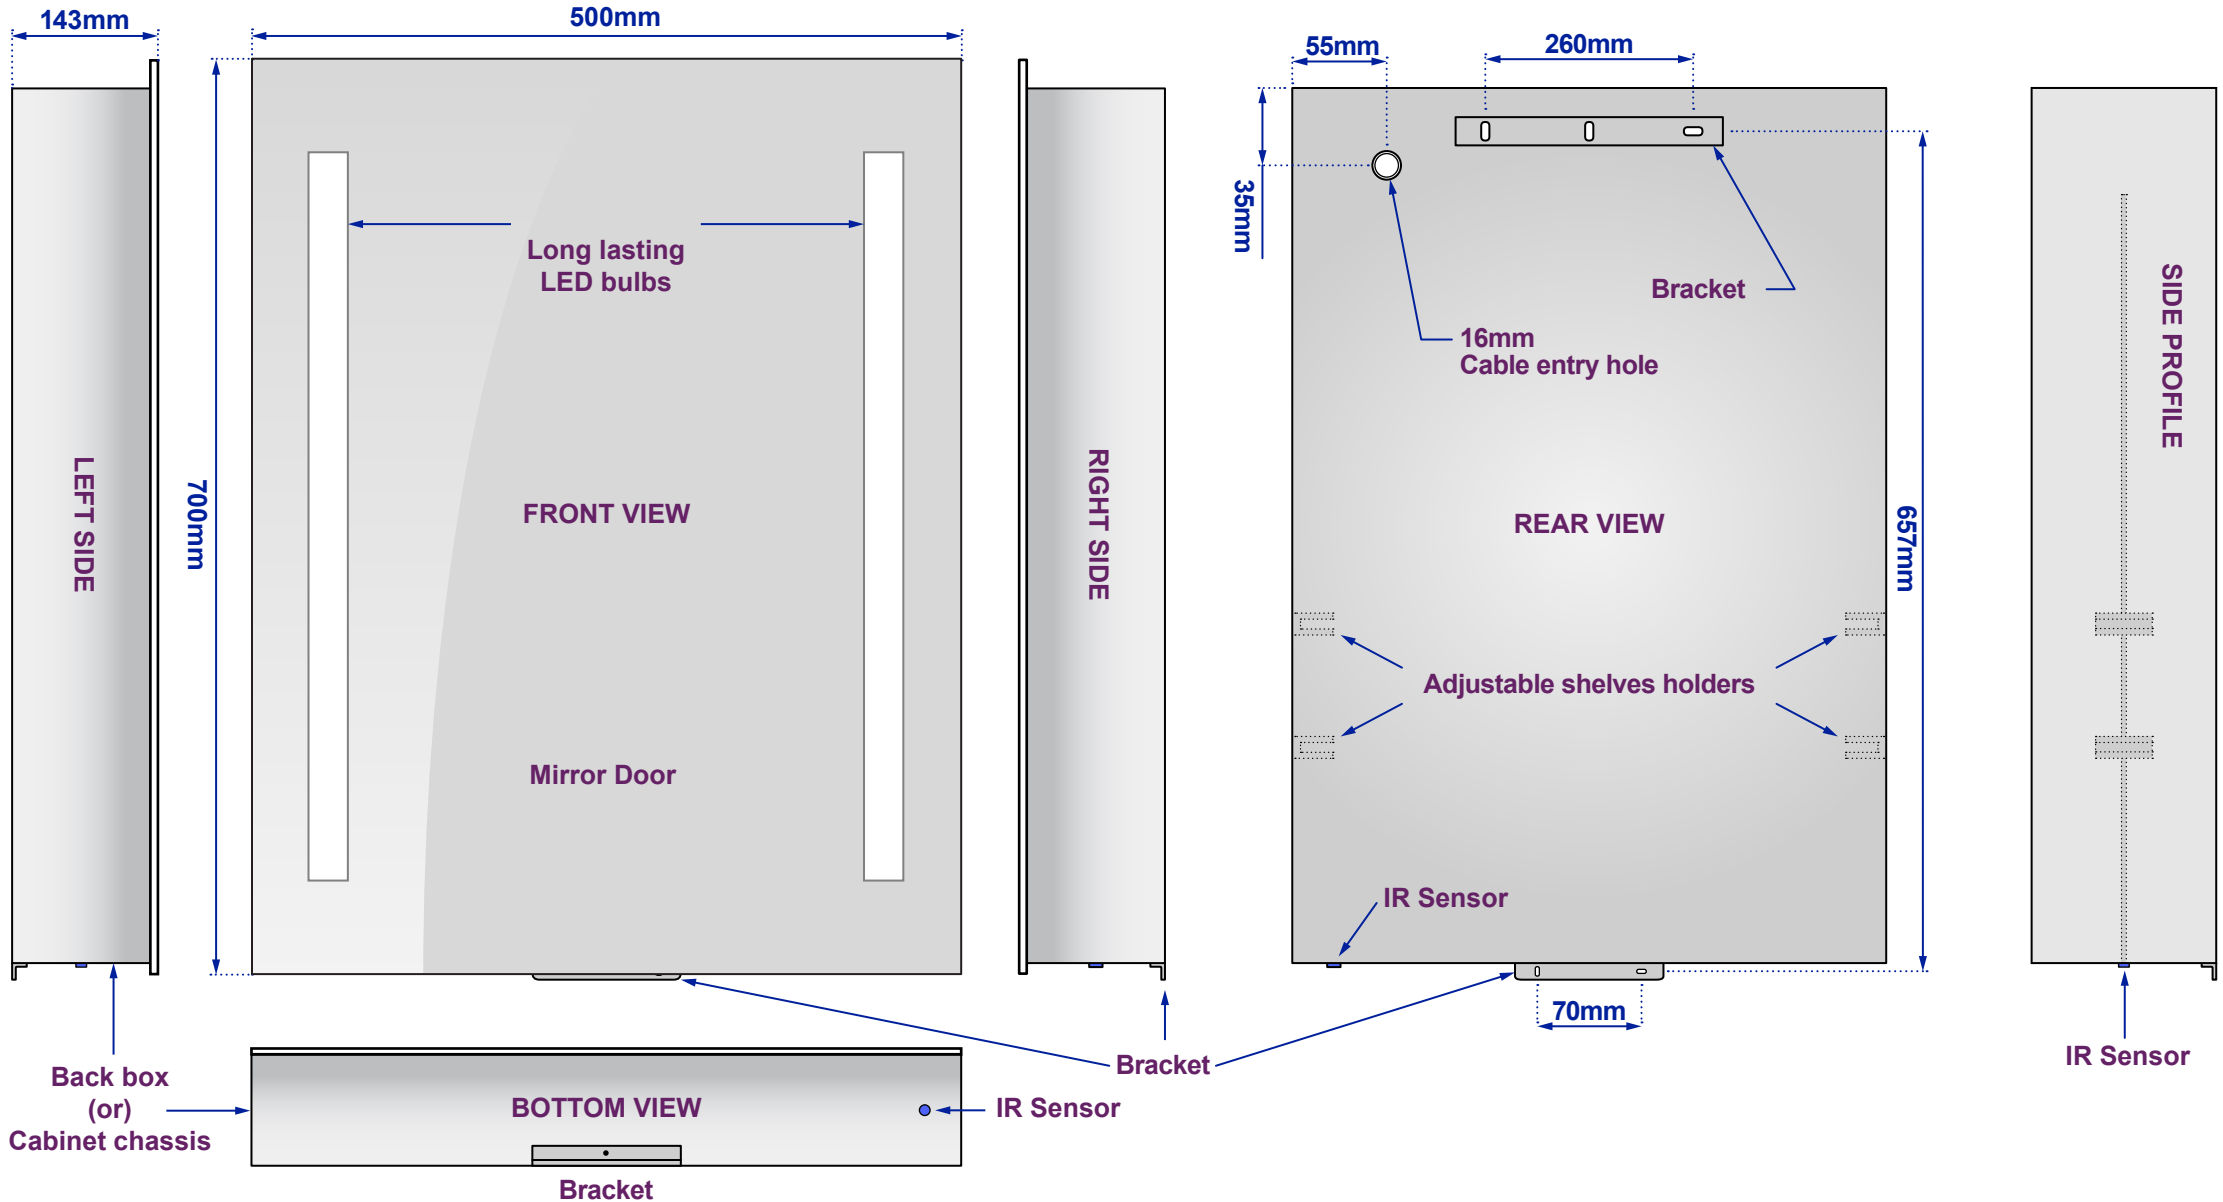 143mm
500mm
55mm
260mm
35mm
Long lasting
LED bulbs
Bracket
16mm
Cable entry hole
SIDE PROFILE
LEFT SIDE
700mm
FRONT VIEW
RIGHT SIDE
REAR VIEW
657mm
Adjustable shelves holders
Mirror Door
IR Sensor
70mm
Bracket
IR Sensor
Back box
(or)
Cabinet chassis
BOTTOM VIEW
IR Sensor
Bracket